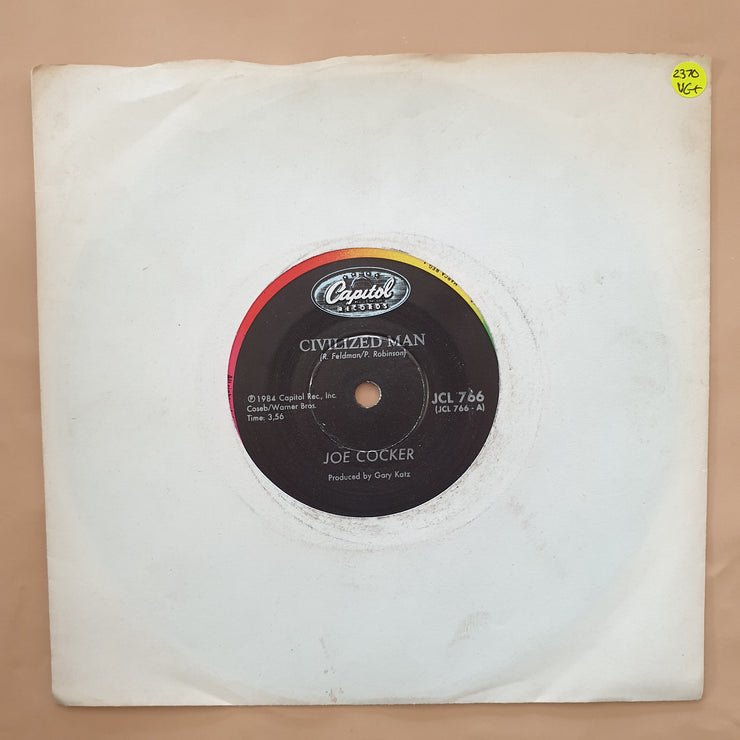 2370
VG+
Capitol
RECORDS
CIVILIZED MAN
(R. Feldman/P. Robinson)
℗1984 Capitol Rec., Inc.
Coseb/Warner Bros.
Time: 3,56
JCL 766
(JCL 766 - A)
JOE COCKER
Produced by Gary Katz